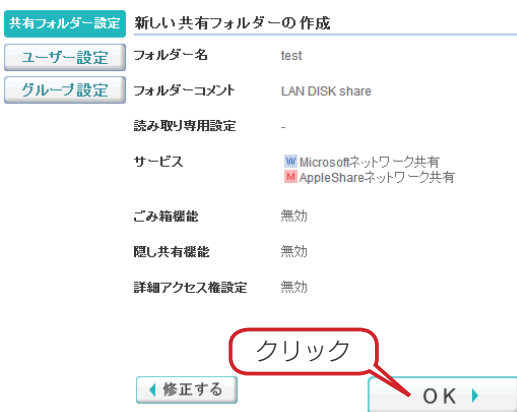 共有フォルダー設定
新しい共有フォルダーの作成
ユーザー設定
フォルダー名 test
グループ設定
フォルダーコメント LAN DISK share
読み取り専用設定 -
サービス W Microsoftネットワーク共有
M AppleShareネットワーク共有
ごみ箱機能 無効
隠し共有機能 無効
詳細アクセス権設定 無効
クリック
修正する
OK